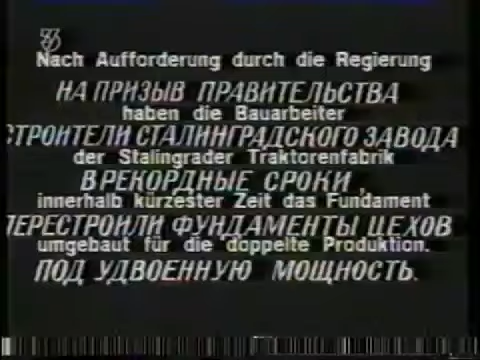 Nach Aufforderung durch die Regierung
НА ПРИЗЫВ ПРАВИТЕЛЬСТВА
haben die Bauarbeiter
СТРОИТЕЛИ СТАЛИНГРАДСКОГО ЗАВОДА
der Stalingrader Traktorenfabrik
В РЕКОРДНЫЕ СРОКИ
innerhalb kürzester Zeit das Fundament
ПЕРЕСТРОИЛИ ФУНДАМЕНТЫ ЦЕХОВ
umgebaut für die doppelte Produktion.
ПОД УДВОЕННУЮ МОЩНОСТЬ.